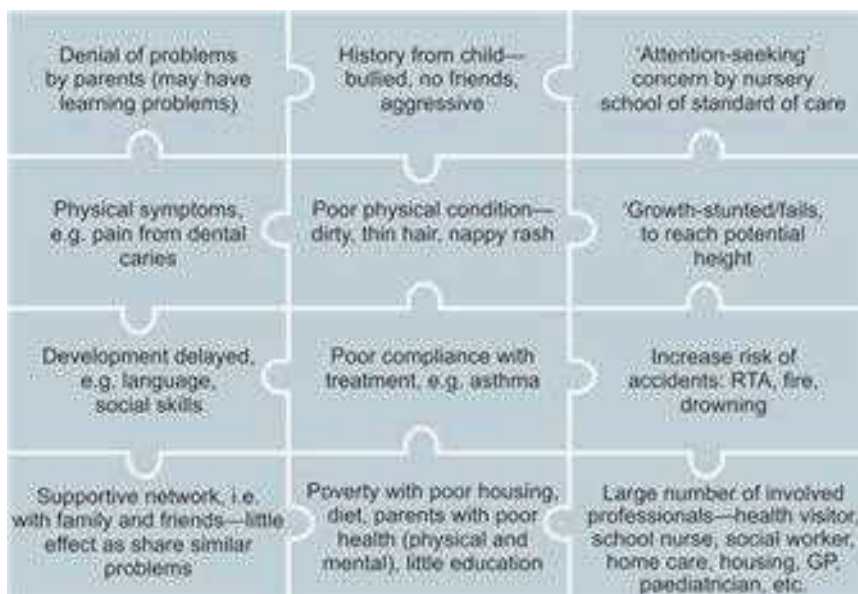 Denial of problems
by parents (may have
learning problems)
History from child—
bullied, no friends,
aggressive
'Attention-seeking'
concern by nursery
school of standard of care
Physical symptoms,
e.g. pain from dental
caries
Poor physical condition—
dirty, thin hair, nappy rash
'Growth-stunted/fails,
to reach potential
height
Development delayed,
e.g. language,
social skills
Poor compliance with
treatment, e.g. asthma
Increase risk of
accidents: RTA, fire,
drowning
Supportive network, i.e.
with family and friends—little
effect as share similar
problems
Poverty with poor housing,
diet, parents with poor
health (physical and
mental), little education
Large number of involved
professionals—health visitor,
school nurse, social worker,
home care, housing, GP,
paediatrician, etc.